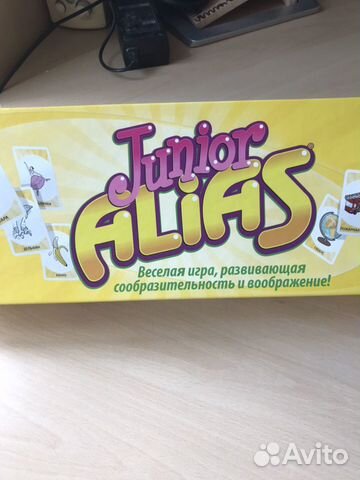 Junior
ALIAS
Веселая игра, развивающая
сообразительность и воображение!
Avito